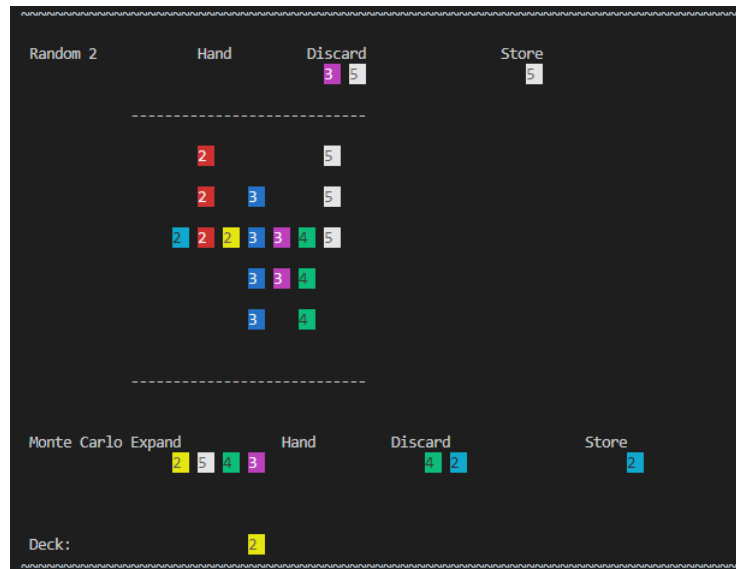 ~~~~~~~~~~~~~~~~~~~~~~~~~~~~~~~~~~~~~~~~~~~~~~~~~~~~~~~~~~~~~~~~~~~~~~~~~~~~~~~~~~~~~~~
Random 2 Hand Discard Store
3 5 5
----------------------------
2 5
2 3 5
2 2 2 3 3 4 5
3 3 4
3 4
----------------------------
Monte Carlo Expand Hand Discard Store
2 5 4 3 4 2 2
Deck: 2
~~~~~~~~~~~~~~~~~~~~~~~~~~~~~~~~~~~~~~~~~~~~~~~~~~~~~~~~~~~~~~~~~~~~~~~~~~~~~~~~~~~~~~~